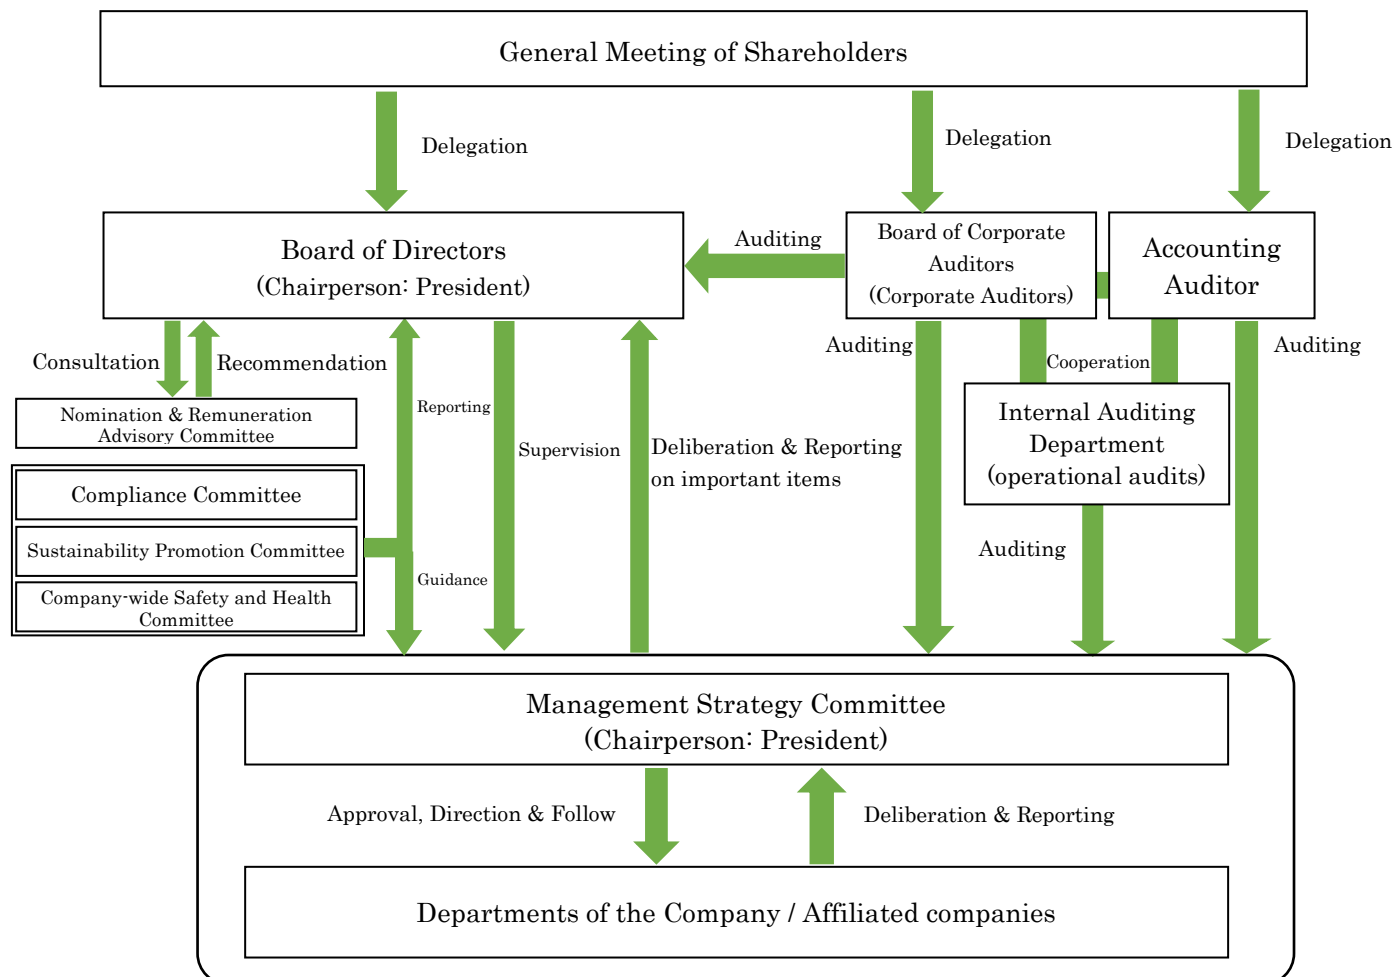 General Meeting of Shareholders
Delegation
Delegation
Delegation
Board of Directors
(Chairperson: President)
Auditing
Board of Corporate
Auditors
(Corporate Auditors)
Accounting
Auditor
Consultation
Recommendation
Auditing
Cooperation
Auditing
Nomination & Remuneration
Advisory Committee
Reporting
Supervision
Deliberation & Reporting
on important items
Internal Auditing
Department
(operational audits)
Compliance Committee
Sustainability Promotion Committee
Company-wide Safety and Health
Committee
Guidance
Auditing
Management Strategy Committee
(Chairperson: President)
Approval, Direction & Follow
Deliberation & Reporting
Departments of the Company / Affiliated companies